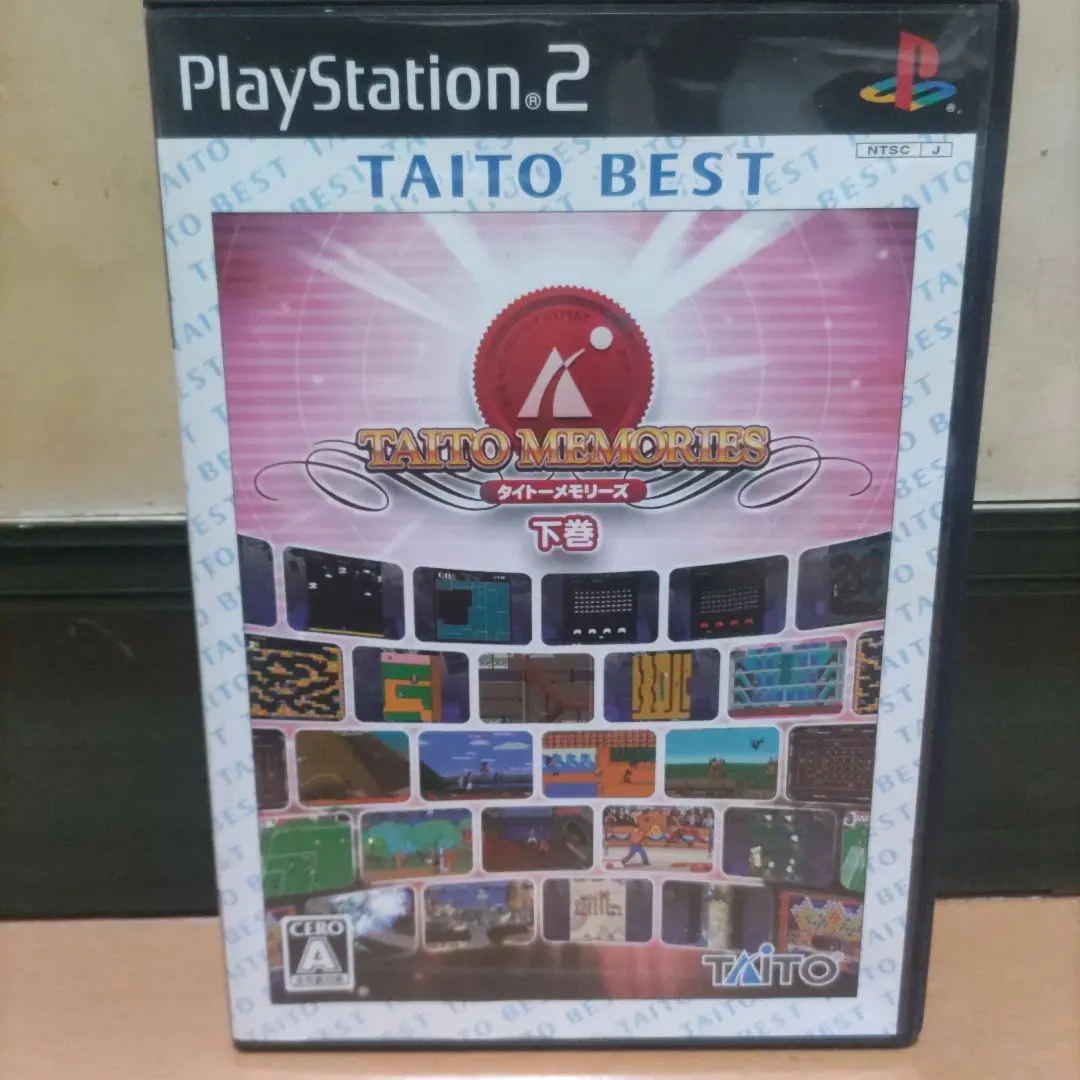 PlayStation®2
NTSC J
TAITO BEST
TAITO MEMORIES
タイトーメモリーズ
下巻
CERO
A
TAITO